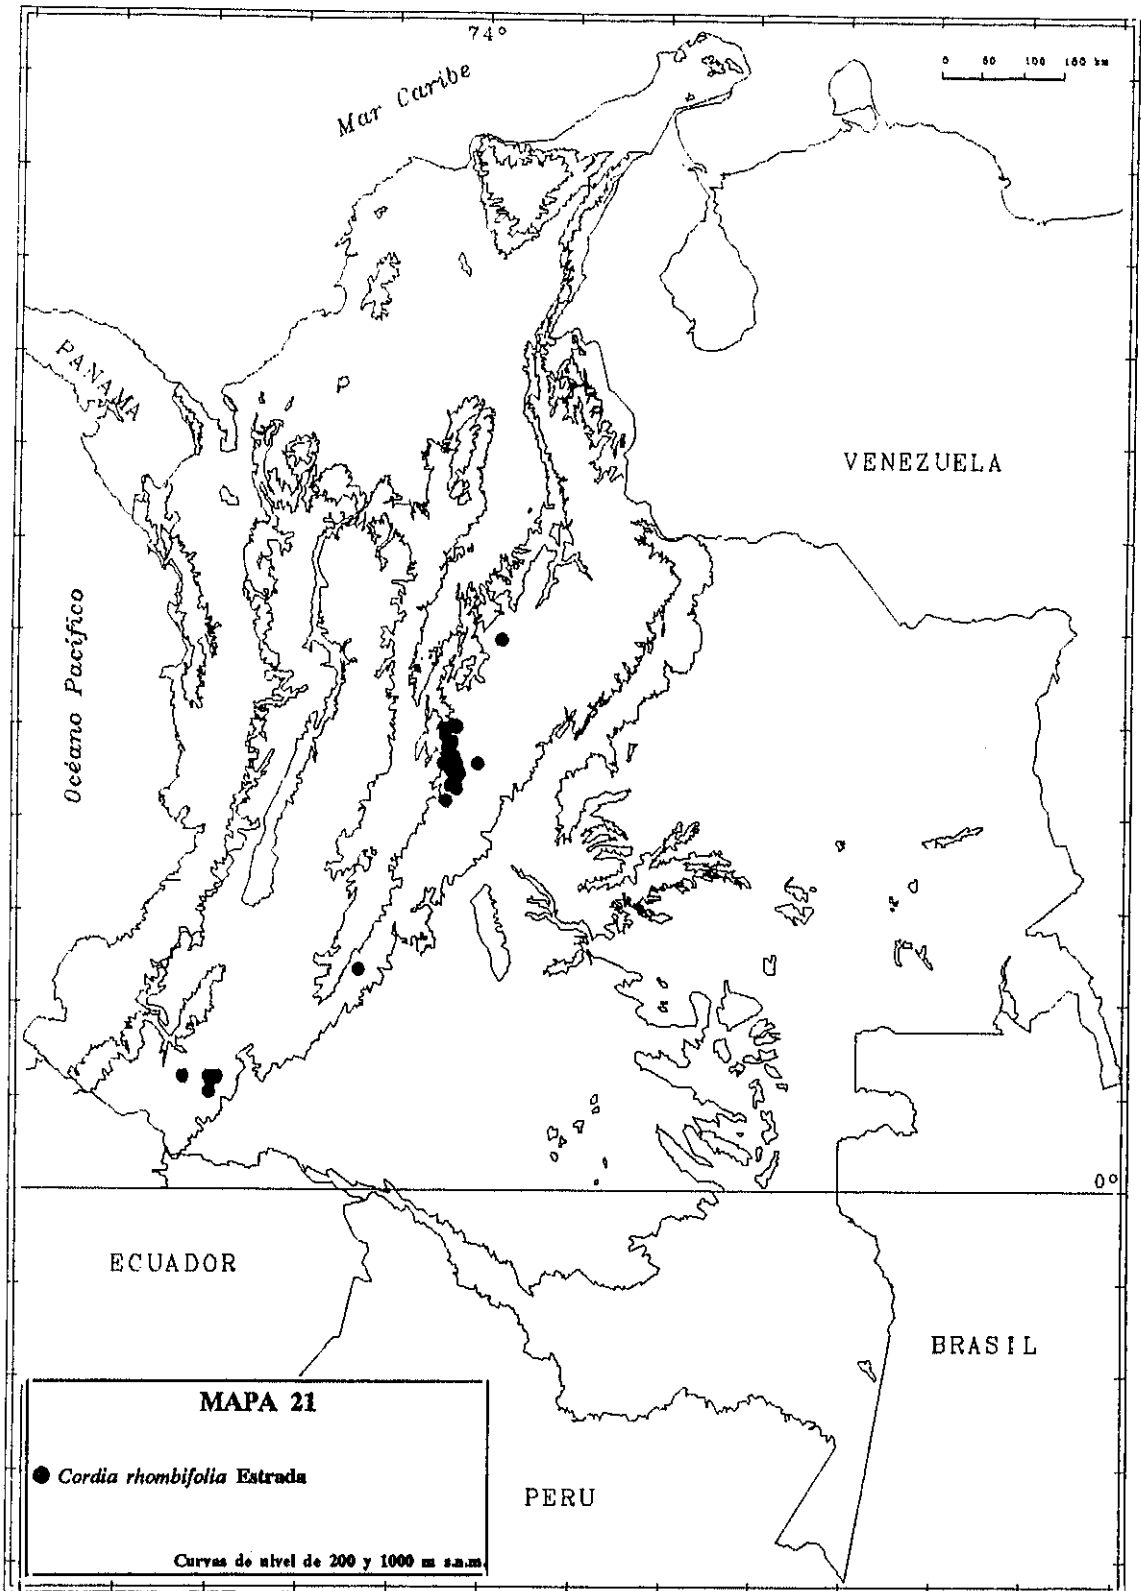 74°
Mar Caribe
0 50 100 150 km
PANAMA
VENEZUELA
Océano Pacífico
0°
ECUADOR
BRASIL
MAPA 21
Cordia rhombifolia Estrada
PERU
Curvas de nivel de 200 y 1000 m s.n.m.